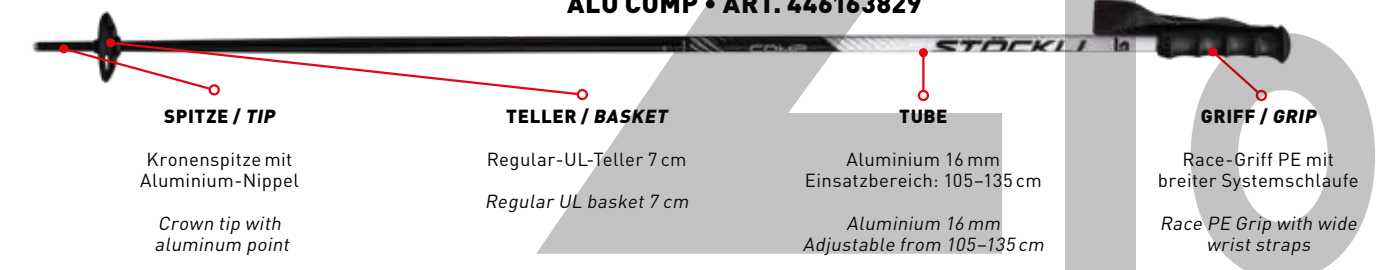 ALU COMP • ART. 446163829
COMP STÖCKLI
SPITZE / TIP
Kronenspitze mit
Aluminium-Nippel
Crown tip with
aluminum point
TELLER / BASKET
Regular-UL-Teller 7 cm
Regular UL basket 7 cm
TUBE
Aluminium 16 mm
Einsatzbereich: 105–135 cm
Aluminium 16 mm
Adjustable from 105–135 cm
GRIFF / GRIP
Race-Griff PE mit
breiter Systemschlaufe
Race PE Grip with wide
wrist straps